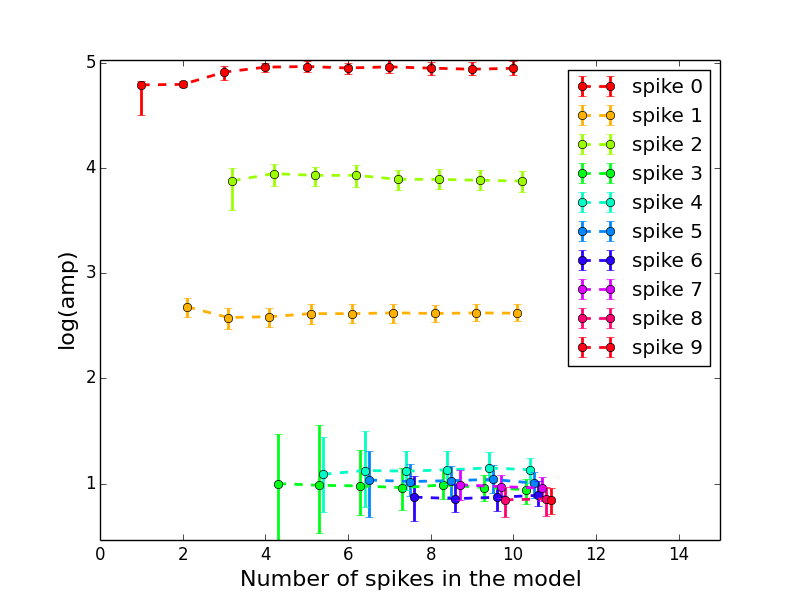 5
4
3
2
1
log(amp)
0
2
4
6
8
10
12
14
Number of spikes in the model
spike 0
spike 1
spike 2
spike 3
spike 4
spike 5
spike 6
spike 7
spike 8
spike 9